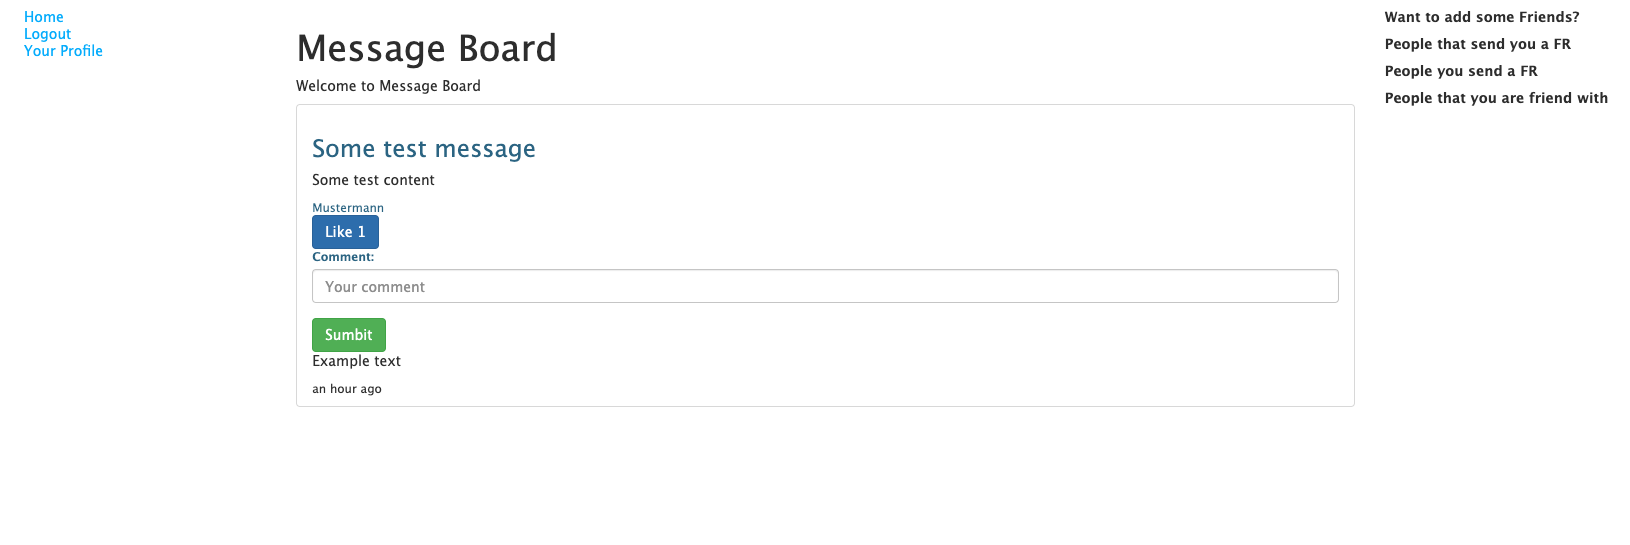 Home
Logout
Your Profile
Message Board
Welcome to Message Board
Some test message
Some test content
Mustermann
Like 1
Comment:
Your comment
Sumbit
Example text
an hour ago
Want to add some Friends?
People that send you a FR
People you send a FR
People that you are friend with